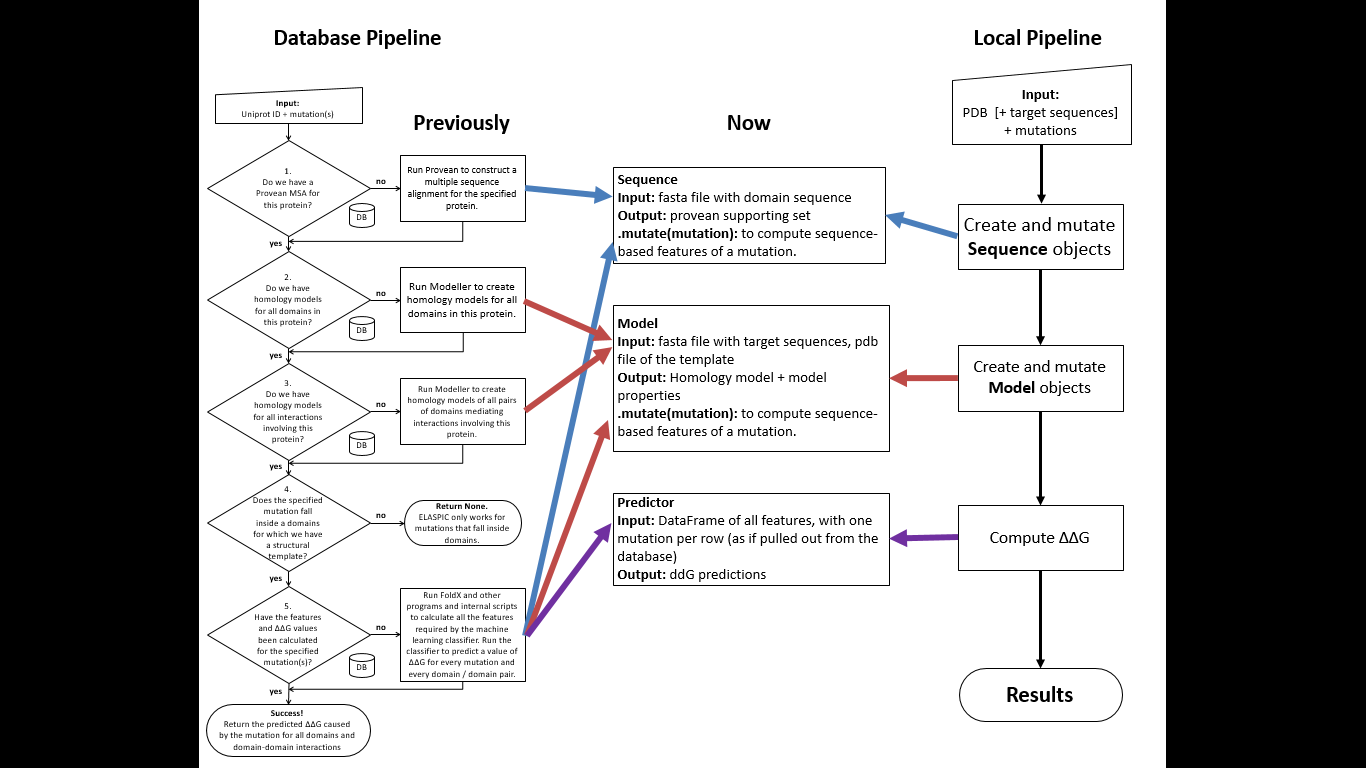 Database Pipeline
Local Pipeline
Previously
Now
Input:
Uniprot ID + mutation(s)
1.
Do we have a
Provean MSA for
this protein?
no
DB
yes
Run Provean to construct a
multiple sequence
alignment for the specified
protein.
2.
Do we have
homology models
for all domains in
this protein?
no
DB
yes
Run Modeller to create
homology models for all
domains in this protein.
3.
Do we have
homology models
for all interactions
involving this
protein?
no
DB
yes
Run Modeller to create
homology models of all pairs
of domains mediating
interactions involving this
protein.
4.
Does the specified
mutation fall
inside a domains
for which we have
a structural
template?
no
yes
Return None.
ELASPIC only works for
mutations that fall inside
domains.
5.
Have the features
and ΔΔG values
been calculated
for the specified
mutation(s)?
no
DB
yes
Run FoldX and other
programs and internal scripts
to calculate all the features
required by the machine
learning classifier. Run the
classifier to predict a value of
ΔΔG for every mutation and
every domain / domain pair.
Success!
Return the predicted ΔΔG caused
by the mutation for all domains and
domain-domain interactions
Sequence
Input: fasta file with domain sequence
Output: provean supporting set
.mutate(mutation): to compute sequence-
based features of a mutation.
Model
Input: fasta file with target sequences, pdb
file of the template
Output: Homology model + model
properties
.mutate(mutation): to compute sequence-
based features of a mutation.
Predictor
Input: DataFrame of all features, with one
mutation per row (as if pulled out from the
database)
Output: ddG predictions
Input:
PDB [+ target sequences]
+ mutations
Create and mutate
Sequence objects
Create and mutate
Model objects
Compute ΔΔG
Results